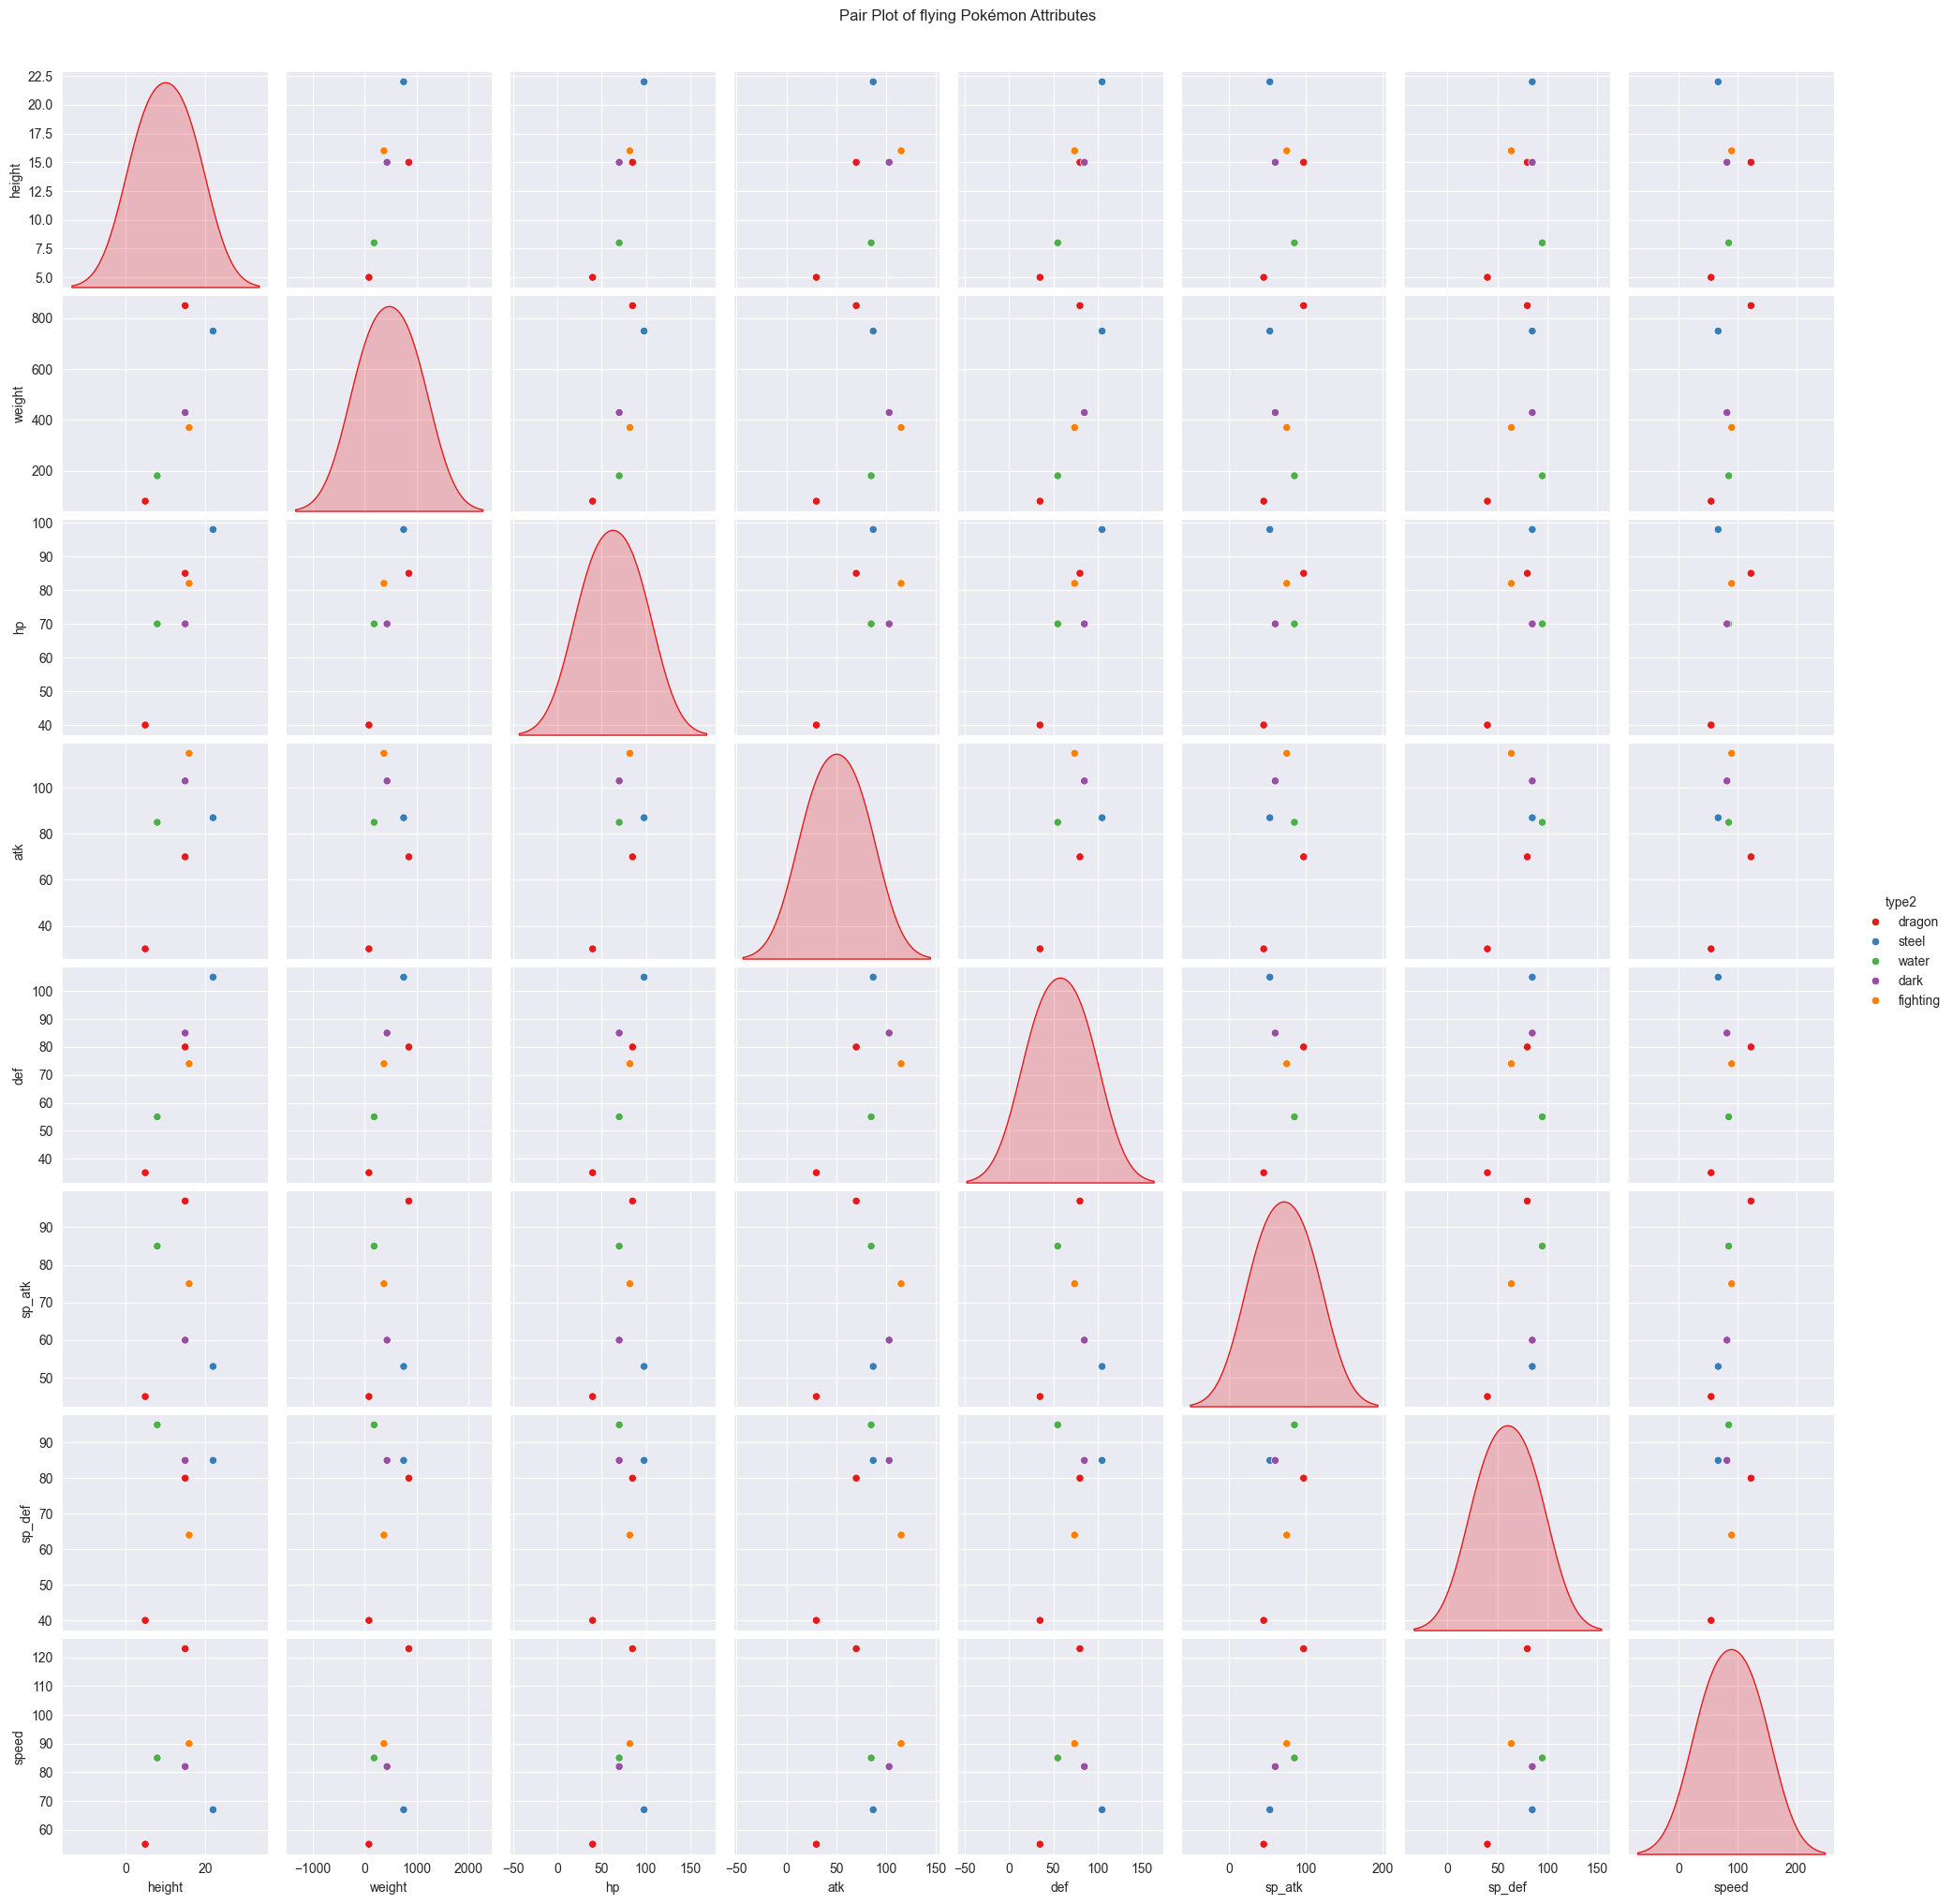 Pair Plot of flying Pokémon Attributes
22.5
20.0
17.5
15.0
12.5
10.0
7.5
5.0
height
800
600
400
200
weight
100
90
80
70
60
50
40
hp
100
80
60
40
atk
type2
dragon
steel
water
dark
fighting
100
90
80
70
60
50
40
def
90
80
70
60
50
sp_atk
90
80
70
60
50
40
sp_def
120
110
100
90
80
70
60
speed
0 20
height
−1000 0 1000 2000
weight
−50 0 50 100 150
hp
−50 0 50 100 150
atk
−50 0 50 100 150
def
0 100 200
sp_atk
0 50 100 150
sp_def
0 100 200
speed